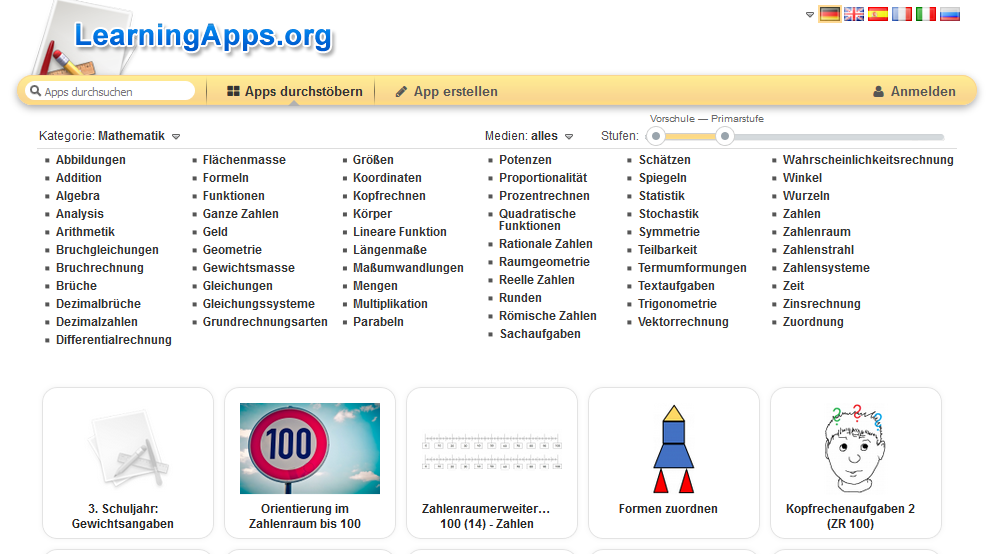 LearningApps.org
Apps durchsuchen
Apps durchstöbern
App erstellen
Anmelden
Vorschule — Primarstufe
Kategorie: Mathematik
Medien: alles
Stufen:
Abbildungen
Addition
Algebra
Analysis
Arithmetik
Bruchgleichungen
Bruchrechnung
Brüche
Dezimalbrüche
Dezimalzahlen
Differentialrechnung
Flächenmasse
Formeln
Funktionen
Ganze Zahlen
Geld
Geometrie
Gewichtsmasse
Gleichungen
Gleichungssysteme
Grundrechnungsarten
Größen
Koordinaten
Kopfrechnen
Körper
Lineare Funktion
Längenmaße
Maßumwandlungen
Mengen
Multiplikation
Parabeln
Potenzen
Proportionalität
Prozentrechnen
Quadratische
Funktionen
Rationale Zahlen
Raumgeometrie
Reelle Zahlen
Runden
Römische Zahlen
Sachaufgaben
Schätzen
Spiegeln
Statistik
Stochastik
Symmetrie
Teilbarkeit
Termumformungen
Textaufgaben
Trigonometrie
Vektorrechnung
Wahrscheinlichkeitsrechnung
Winkel
Wurzeln
Zahlen
Zahlenraum
Zahlenstrahl
Zahlensysteme
Zeit
Zinsrechnung
Zuordnung
3. Schuljahr:
Gewichtsangaben
100
Orientierung im
Zahlenraum bis 100
Zahlenraumerweiter…
100 (14) - Zahlen
Formen zuordnen
? ? ?
Kopfrechenaufgaben 2
(ZR 100)